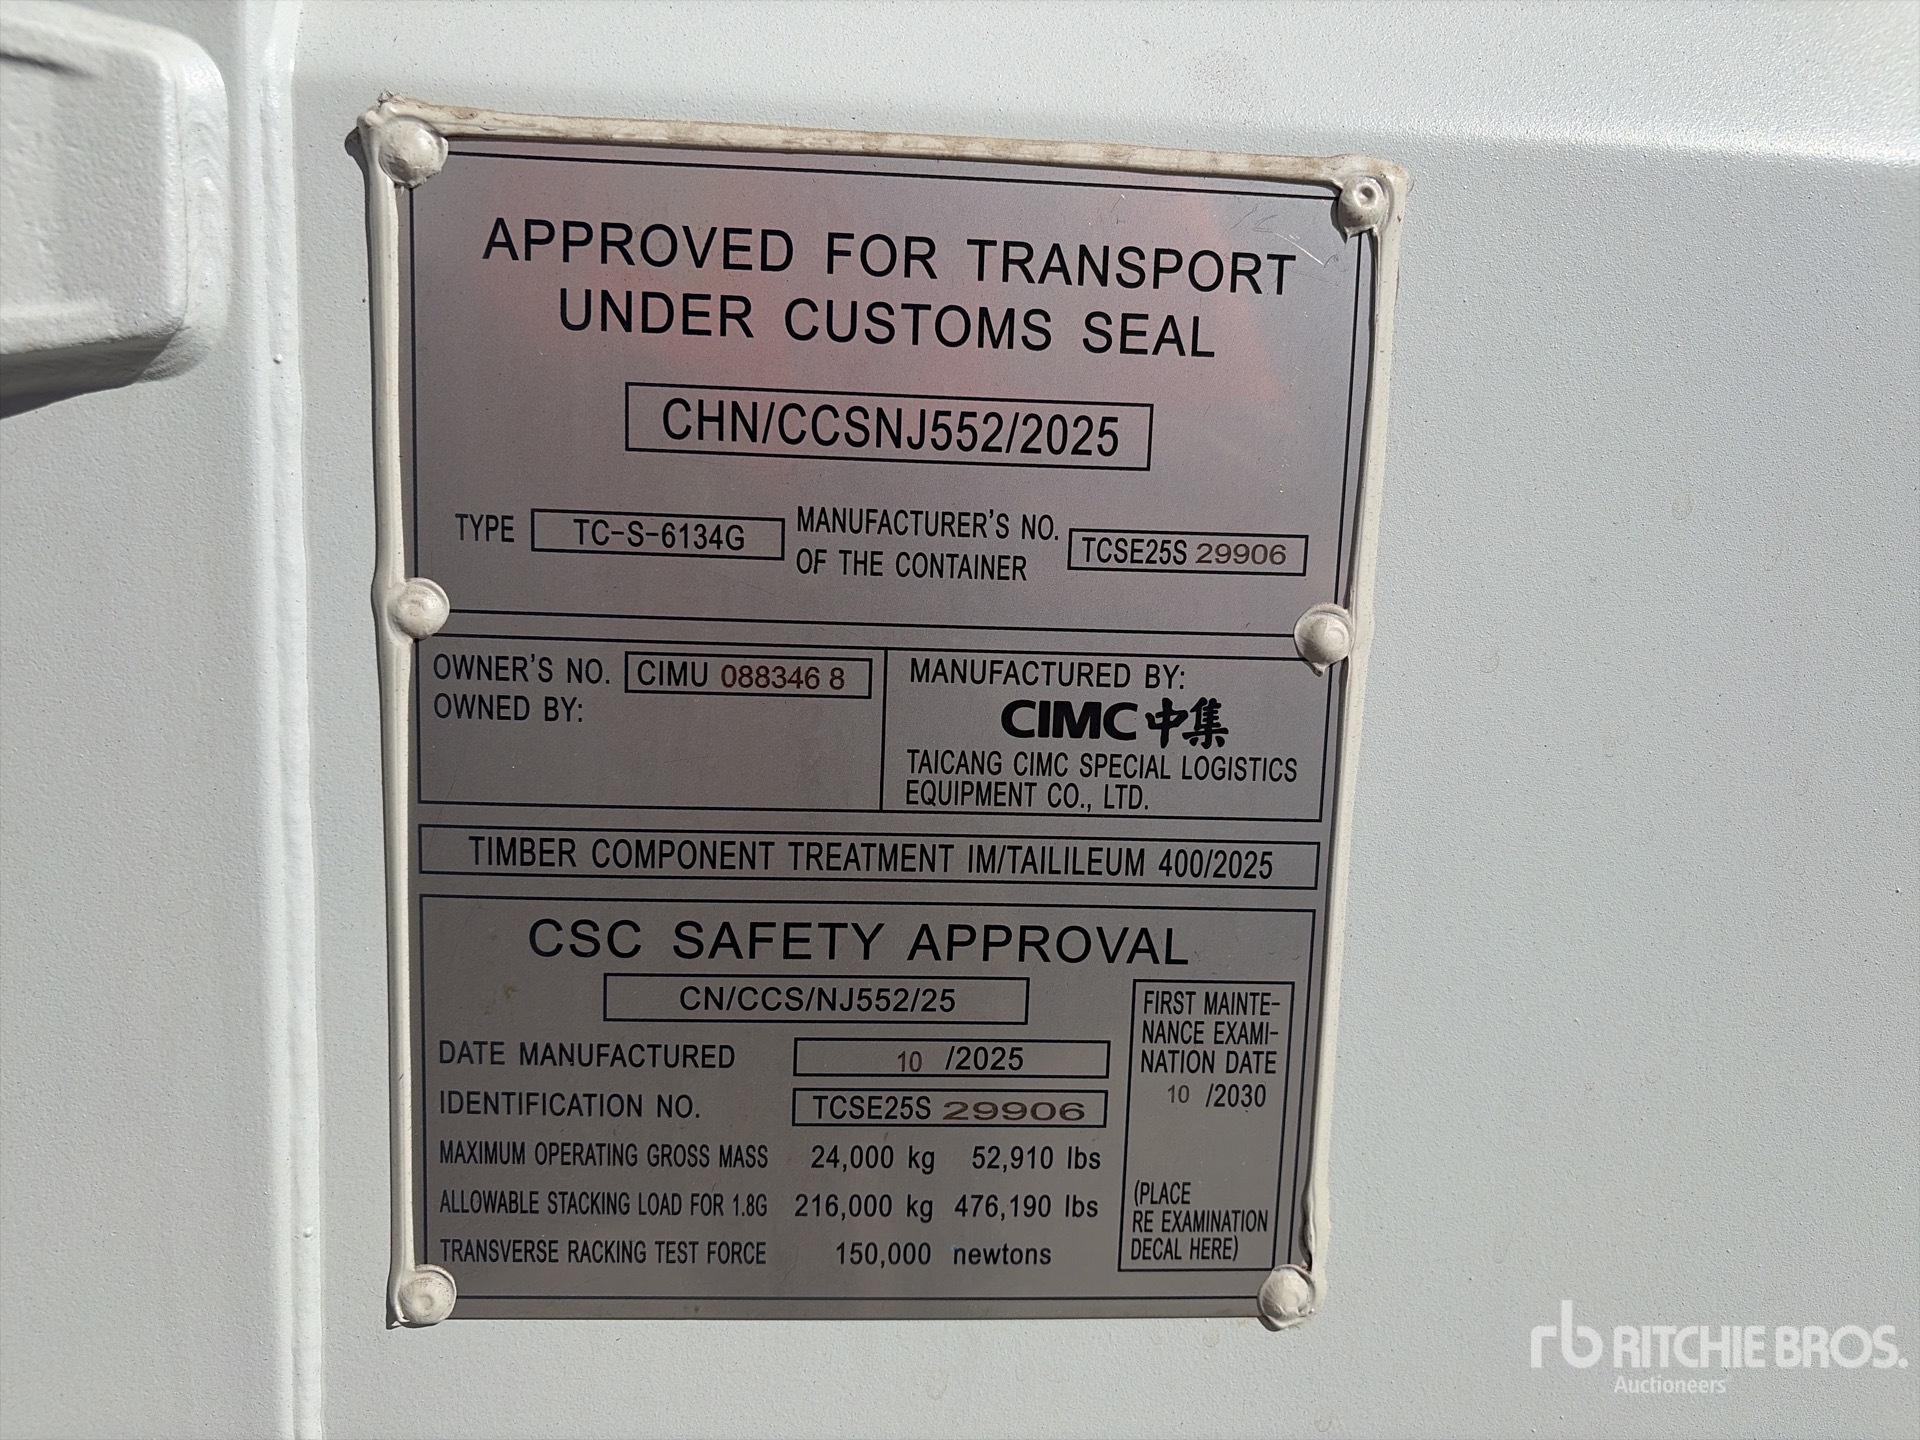 APPROVED FOR TRANSPORT
UNDER CUSTOMS SEAL
CHN/CCSNJ552/2025
TYPE TC-S-6134G
MANUFACTURER'S NO.
OF THE CONTAINER
TCSE25S 29906
OWNER'S NO. CIMU 088346 8
OWNED BY:
MANUFACTURED BY:
CIMC中集
TAICANG CIMC SPECIAL LOGISTICS
EQUIPMENT CO., LTD.
TIMBER COMPONENT TREATMENT IM/TAILILEUM 400/2025
CSC SAFETY APPROVAL
CN/CCS/NJ552/25
DATE MANUFACTURED 10 /2025
IDENTIFICATION NO. TCSE25S 29906
MAXIMUM OPERATING GROSS MASS 24,000 kg 52,910 lbs
ALLOWABLE STACKING LOAD FOR 1.8G 216,000 kg 476,190 lbs
TRANSVERSE RACKING TEST FORCE 150,000 newtons
FIRST MAINTE-
NANCE EXAMI-
NATION DATE
10 /2030
(PLACE
RE EXAMINATION
DECAL HERE)
rb RITCHIE BROS.
Auctioneers